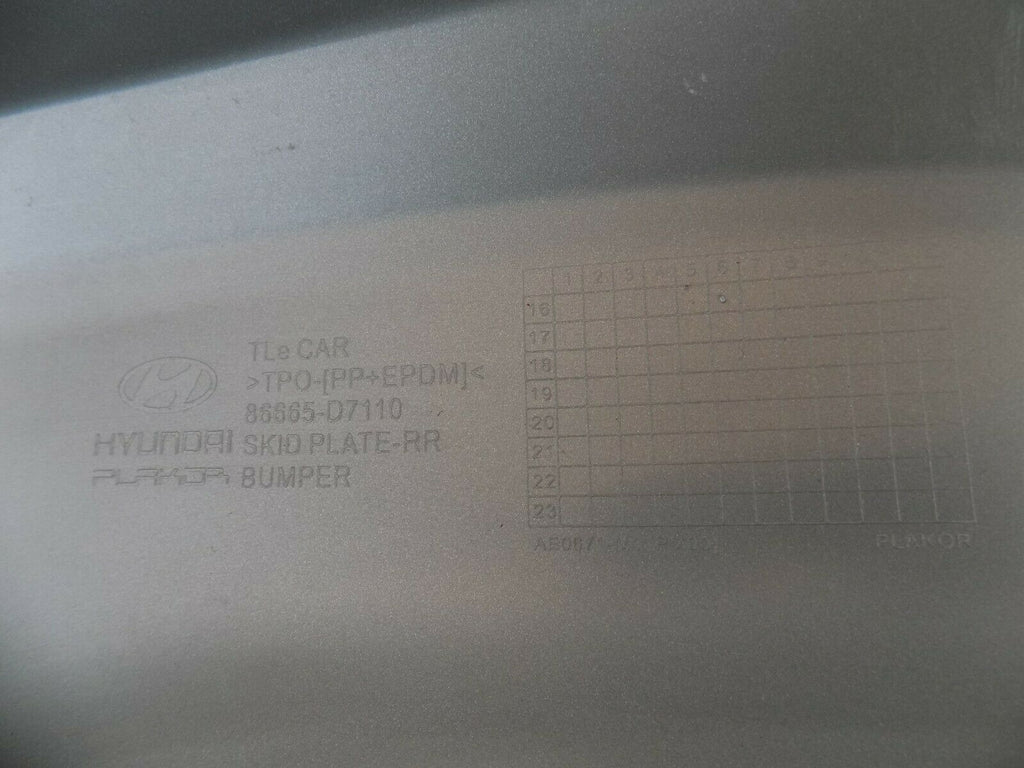 TLe CAR
>TPO-[PP+EPDM]<
86665-D7110
HYUNDAI SKID PLATE-RR
PLAKOR BUMPER
1 2 3 4 5 6 7 8
16
17
18
19
20
21
22
23
PLAKOR